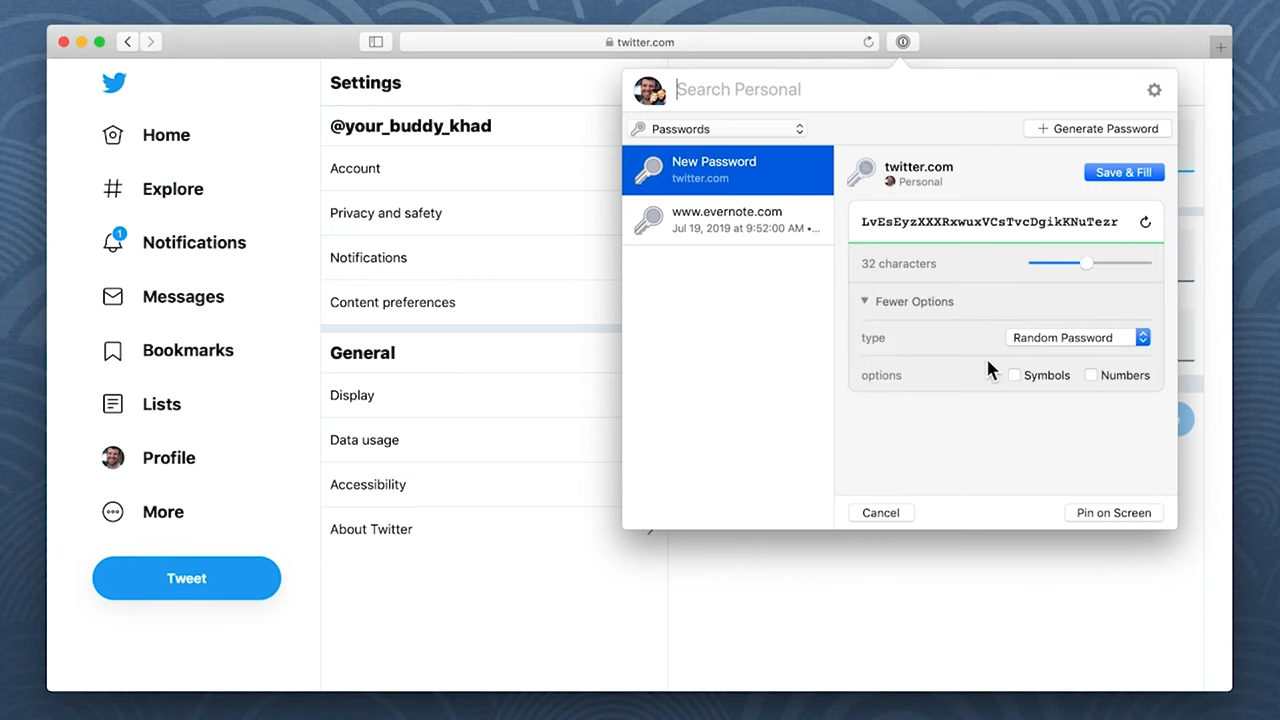 twitter.com
Home
Explore
1
Notifications
Messages
Bookmarks
Lists
Profile
More
Tweet
Settings
@your_buddy_khad
Account
Privacy and safety
Notifications
Content preferences
General
Display
Data usage
Accessibility
About Twitter
Search Personal
Passwords
+ Generate Password
New Password
twitter.com
www.evernote.com
Jul 19, 2019 at 9:52:00 AM •...
twitter.com
Personal
Save & Fill
LvEsEyzXXXRxwuxVCsTvcDgikKNuTezr
32 characters
Fewer Options
type
Random Password
options
Symbols
Numbers
Cancel
Pin on Screen